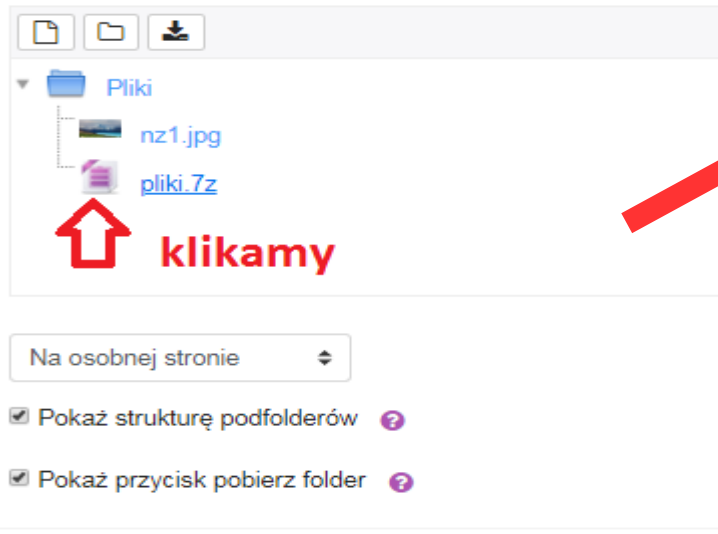 Pliki
nz1.jpg
pliki.7z
klikamy
Na osobnej stronie
Pokaż strukturę podfolderów
Pokaż przycisk pobierz folder